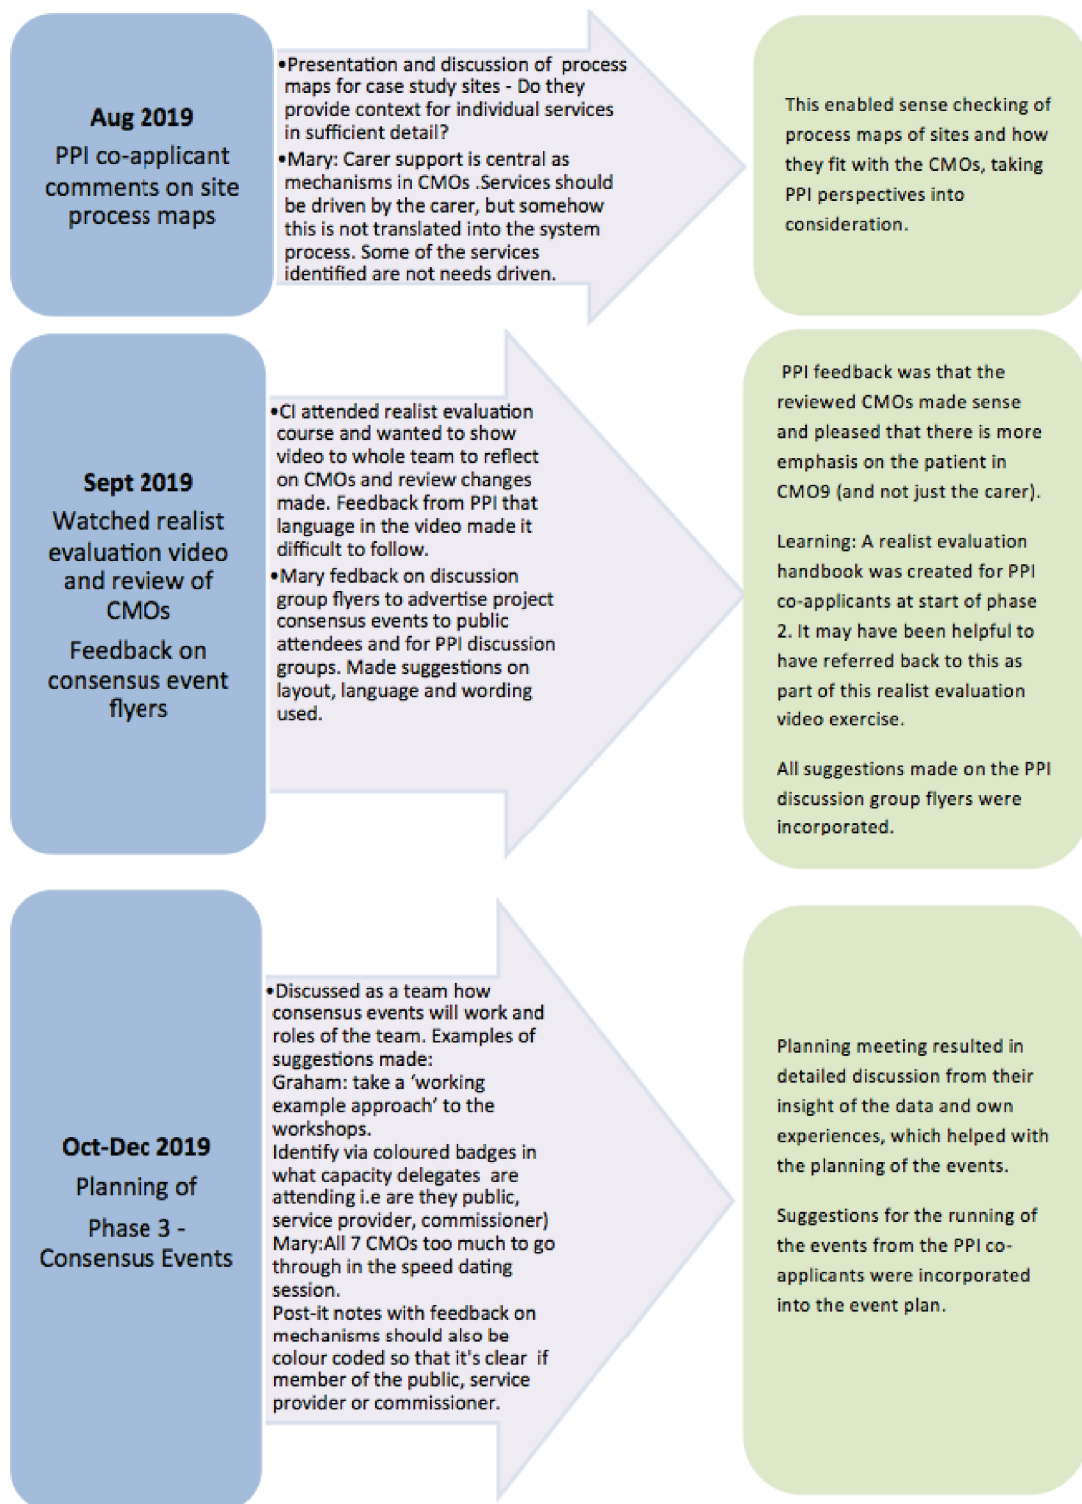 Aug 2019
PPI co-applicant
comments on site
process maps
•Presentation and discussion of process
maps for case study sites - Do they
provide context for individual services
in sufficient detail?
•Mary: Carer support is central as
mechanisms in CMOs .Services should
be driven by the carer, but somehow
this is not translated into the system
process. Some of the services
identified are not needs driven.
This enabled sense checking of
process maps of sites and how
they fit with the CMOs, taking
PPI perspectives into
consideration.
Sept 2019
Watched realist
evaluation video
and review of
CMOs
Feedback on
consensus event
flyers
•CI attended realist evaluation
course and wanted to show
video to whole team to reflect
on CMOs and review changes
made. Feedback from PPI that
language in the video made it
difficult to follow.
•Mary fedback on discussion
group flyers to advertise project
consensus events to public
attendees and for PPI discussion
groups. Made suggestions on
layout, language and wording
used.
PPI feedback was that the
reviewed CMOs made sense
and pleased that there is more
emphasis on the patient in
CMO9 (and not just the carer).
Learning: A realist evaluation
handbook was created for PPI
co-applicants at start of phase
2. It may have been helpful to
have referred back to this as
part of this realist evaluation
video exercise.
All suggestions made on the PPI
discussion group flyers were
incorporated.
Oct-Dec 2019
Planning of
Phase 3 -
Consensus Events
•Discussed as a team how
consensus events will work and
roles of the team. Examples of
suggestions made:
Graham: take a ‘working
example approach’ to the
workshops.
Identify via coloured badges in
what capacity delegates are
attending i.e are they public,
service provider, commissioner)
Mary:All 7 CMOs too much to go
through in the speed dating
session.
Post-it notes with feedback on
mechanisms should also be
colour coded so that it's clear if
member of the public, service
provider or commissioner.
Planning meeting resulted in
detailed discussion from their
insight of the data and own
experiences, which helped with
the planning of the events.
Suggestions for the running of
the events from the PPI co-
applicants were incorporated
into the event plan.